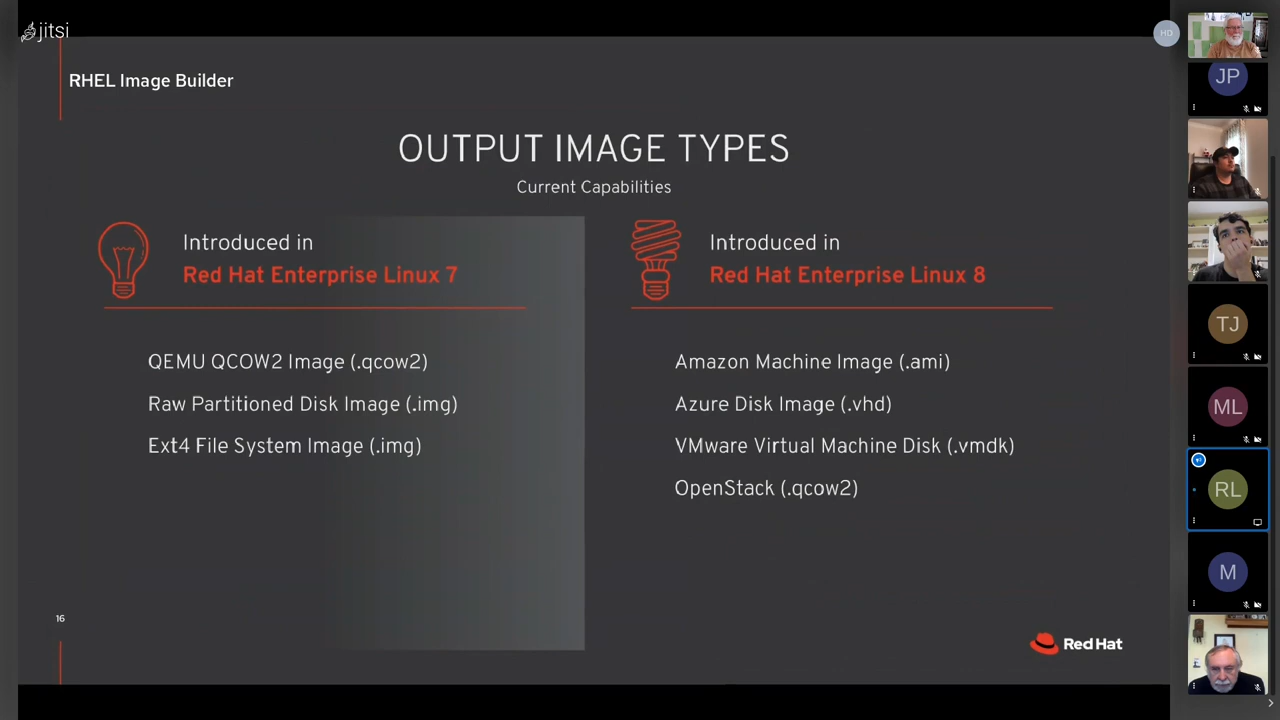 jitsi
HD
RHEL Image Builder
OUTPUT IMAGE TYPES
Current Capabilities
Introduced in
Red Hat Enterprise Linux 7
QEMU QCOW2 Image (.qcow2)
Raw Partitioned Disk Image (.img)
Ext4 File System Image (.img)
Introduced in
Red Hat Enterprise Linux 8
Amazon Machine Image (.ami)
Azure Disk Image (.vhd)
VMware Virtual Machine Disk (.vmdk)
OpenStack (.qcow2)
16
Red Hat
JP
TJ
ML
RL
M